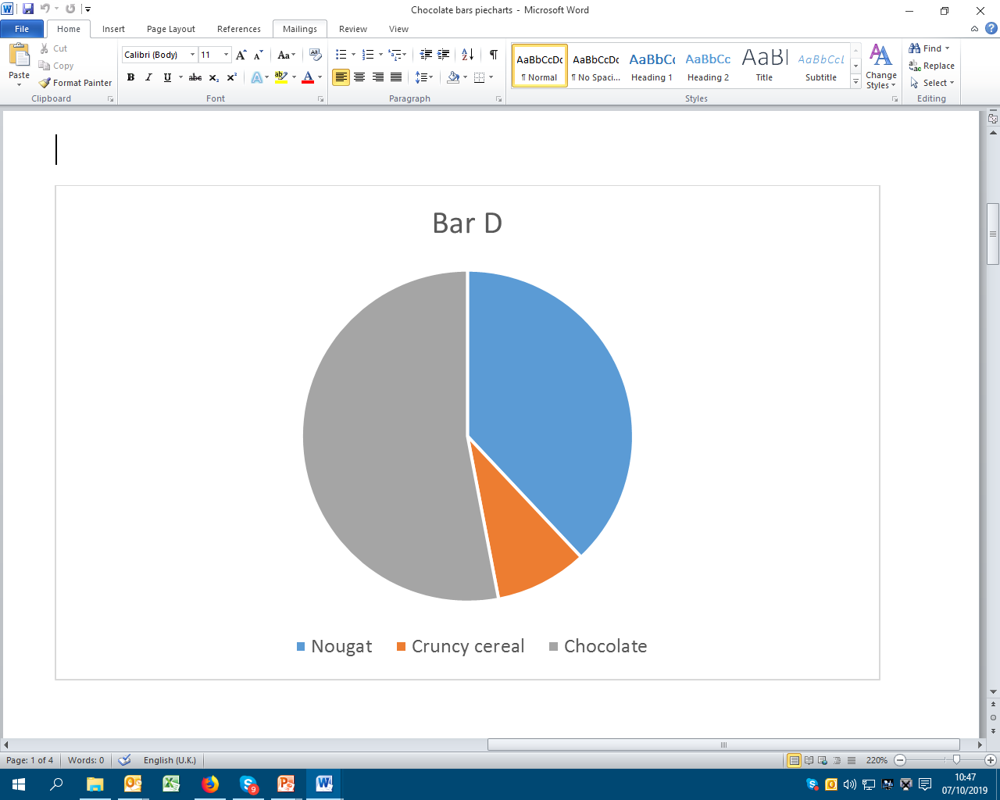 Chocolate bars piecharts - Microsoft Word
File Home Insert Page Layout References Mailings Review View
Paste
Cut
Copy
Format Painter
Clipboard
Calibri (Body) 11
Font
Paragraph
AaBbCcDc AaBbCcDc AaBbCc AaBbCc AaBl AaBbCcL
¶ Normal ¶ No Spaci... Heading 1 Heading 2 Title Subtitle
Change Styles
Styles
Find
Replace
Select
Editing
Bar D
Nougat Cruncy cereal Chocolate
Page: 1 of 4 Words: 0 English (U.K.) 220%
10:47
07/10/2019